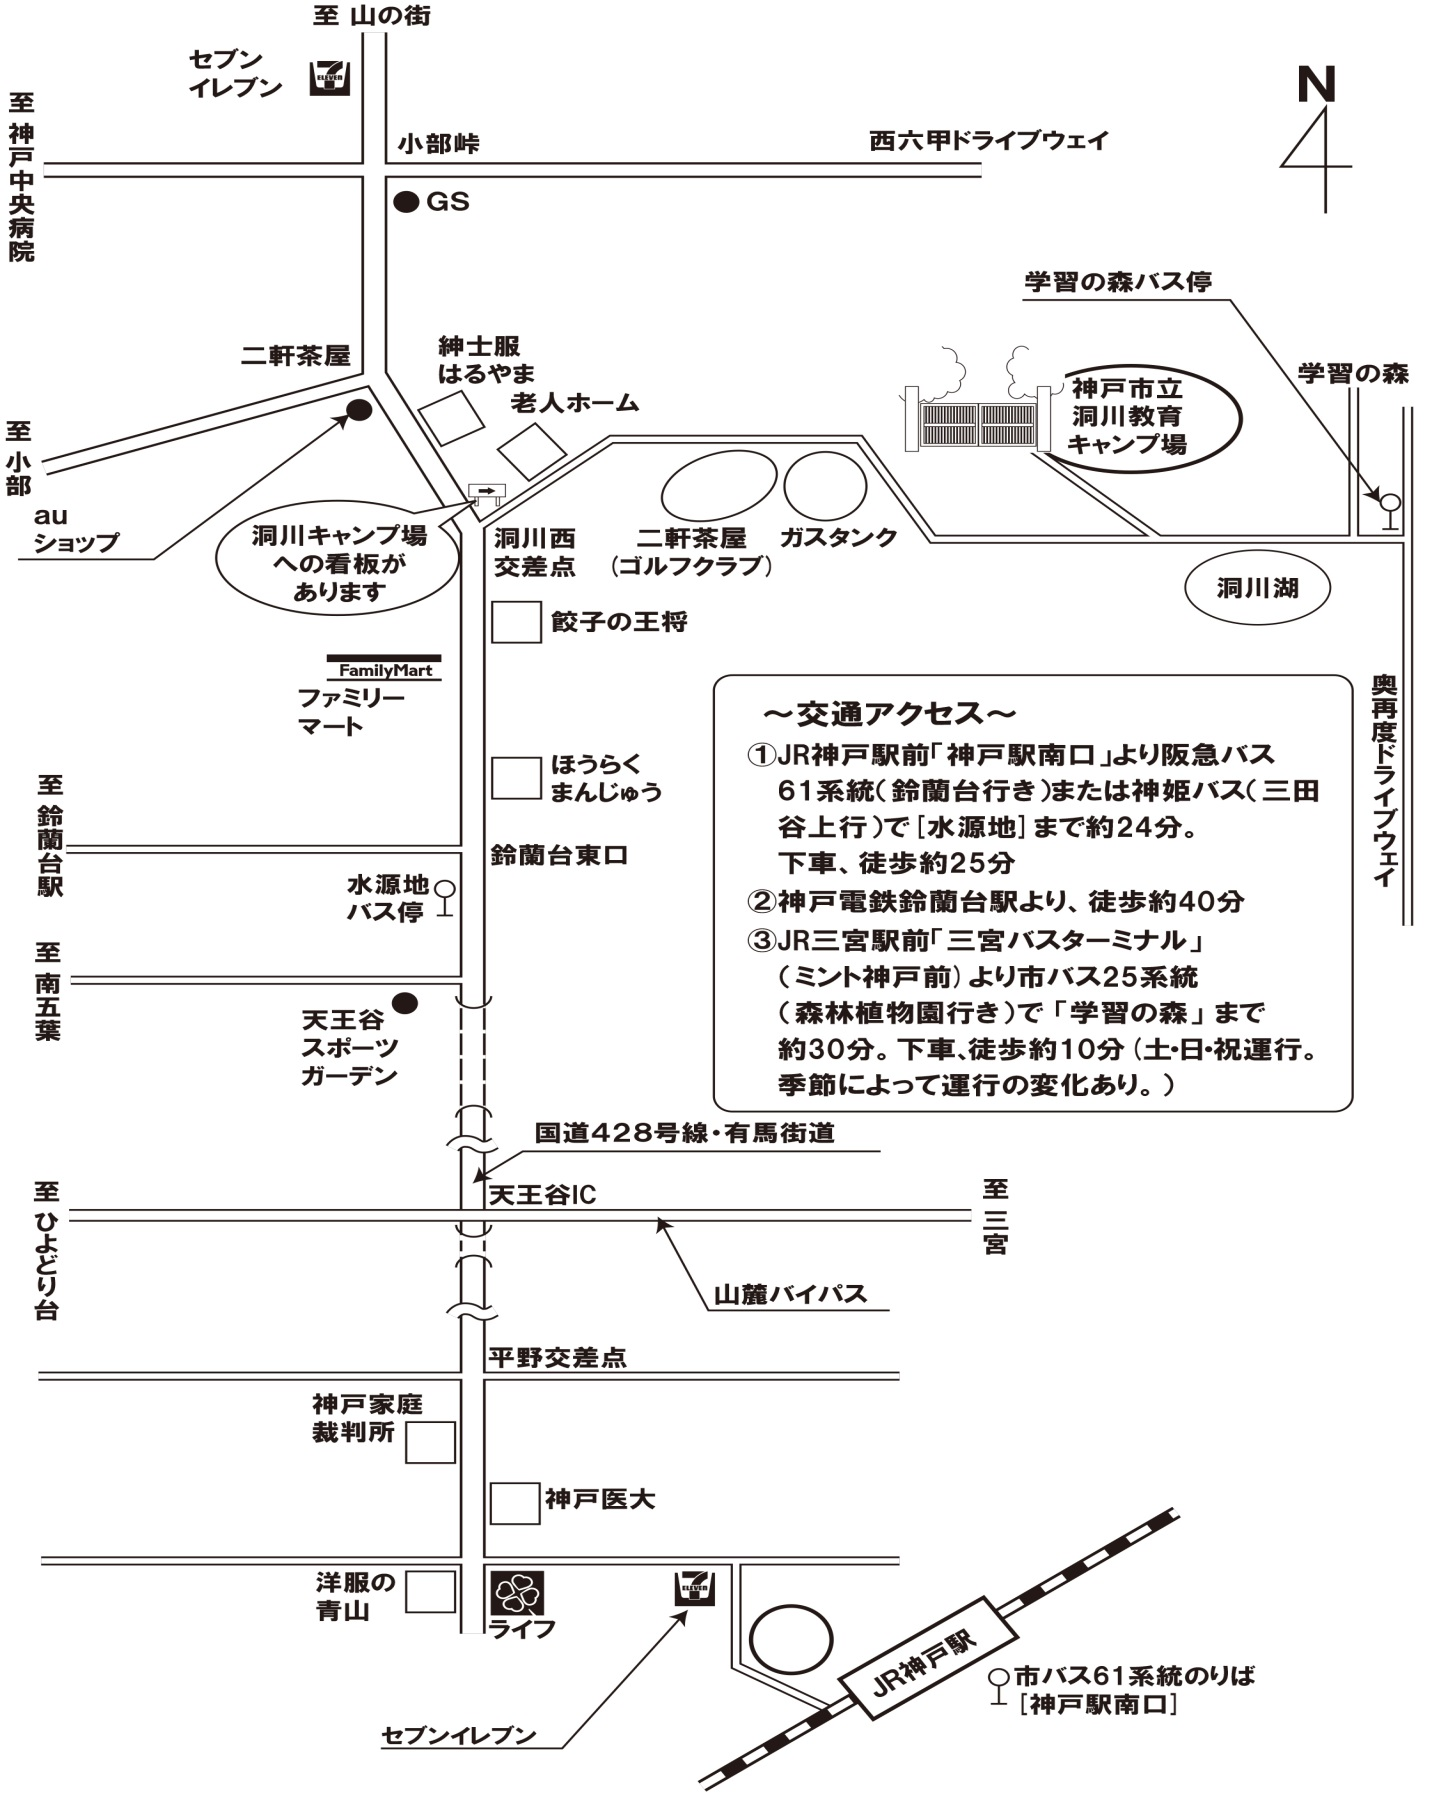 至 山の街
セブン
イレブン
ELEVEN
N
至 神戸中央病院
小部峠
西六甲ドライブウェイ
GS
学習の森バス停
学習の森
二軒茶屋
紳士服
はるやま
老人ホーム
神戸市立
洞川教育
キャンプ場
至 小部
au
ショップ
洞川キャンプ場
への看板が
あります
洞川西
交差点
二軒茶屋
(ゴルフクラブ)
ガスタンク
洞川湖
餃子の王将
FamilyMart
ファミリー
マート
奥再度ドライブウェイ
ほうらく
まんじゅう
至 鈴蘭台駅
鈴蘭台東口
水源地
バス停
至 南五葉
天王谷
スポーツ
ガーデン
～交通アクセス～
①JR神戸駅前「神戸駅南口」より阪急バス
61系統(鈴蘭台行き)または神姫バス(三田
谷上行)で[水源地]まで約24分。
下車、徒歩約25分
②神戸電鉄鈴蘭台駅より、徒歩約40分
③JR三宮駅前「三宮バスターミナル」
(ミント神戸前)より市バス25系統
(森林植物園行き)で「学習の森」まで
約30分。下車、徒歩約10分(土・日・祝運行。
季節によって運行の変化あり。)
国道428号線・有馬街道
天王谷IC
至 ひよどり台
至 三宮
山麓バイパス
平野交差点
神戸家庭
裁判所
神戸医大
洋服の
青山
ライフ
ELEVEN
セブンイレブン
JR神戸駅
市バス61系統のりば
[神戸駅南口]